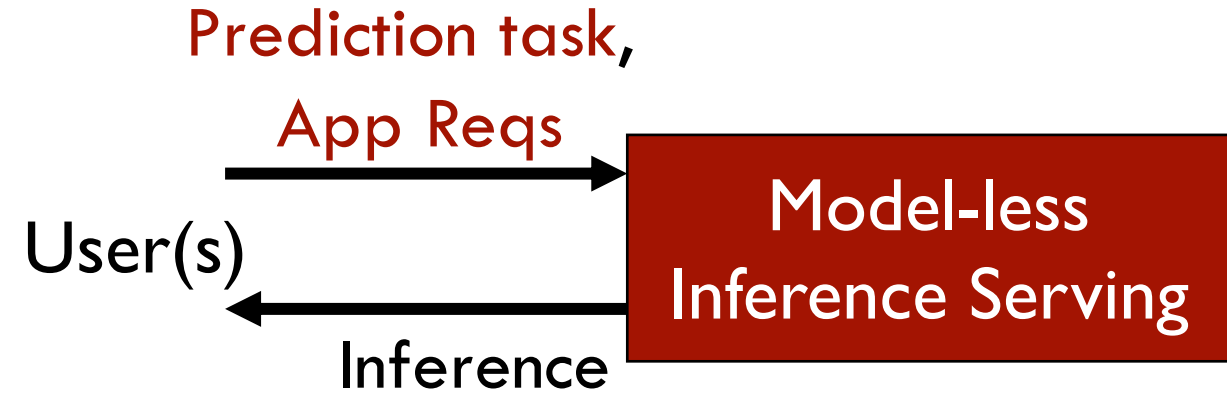 Prediction task,
App Reqs
User(s)
Model-less
Inference Serving
Inference